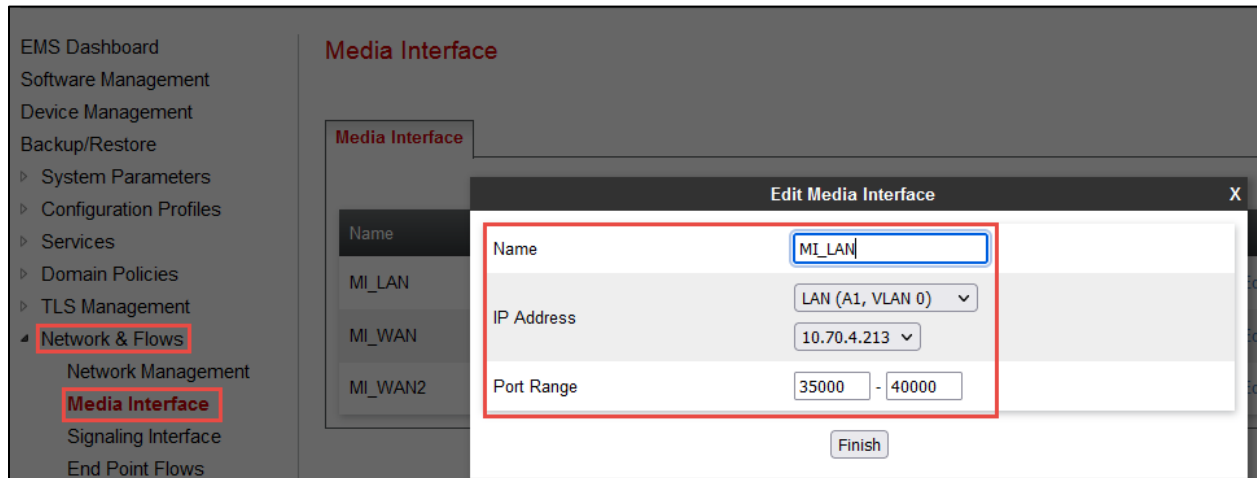 EMS Dashboard
Software Management
Device Management
Backup/Restore
System Parameters
Configuration Profiles
Services
Domain Policies
TLS Management
Network & Flows
Network Management
Media Interface
Signaling Interface
End Point Flows
Media Interface
Media Interface
Name
MI_LAN
MI_WAN
MI_WAN2
Edit Media Interface X
Name MI_LAN
IP Address LAN (A1, VLAN 0)
10.70.4.213
Port Range 35000 - 40000
Finish